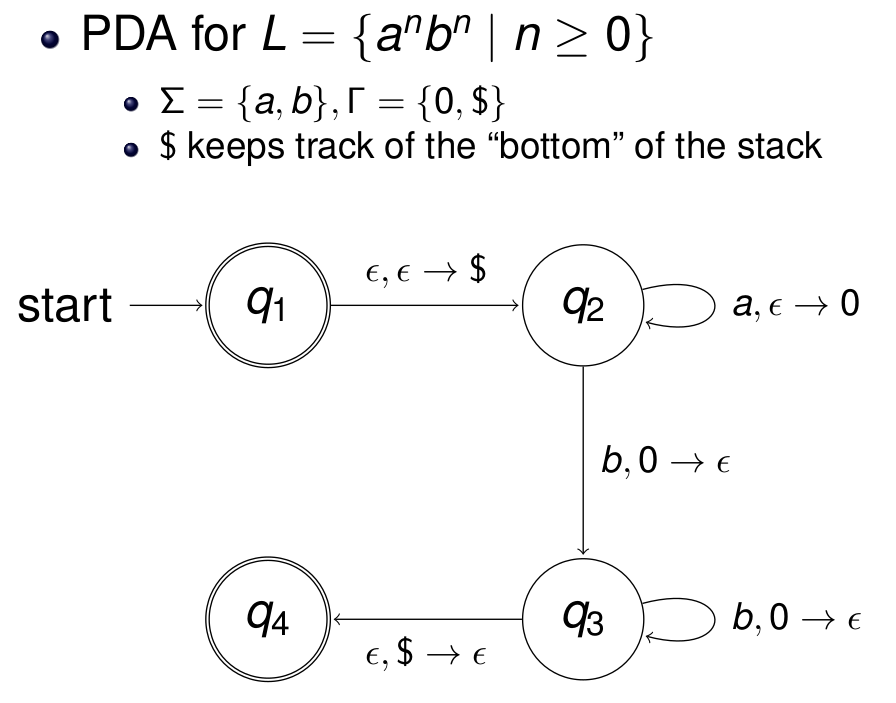 PDA for L = {aⁿbⁿ | n ≥ 0}
Σ = {a, b}, Γ = {0, $}
$ keeps track of the “bottom” of the stack
ϵ, ϵ → $
start q₁ q₂ a, ϵ → 0
b, 0 → ϵ
q₄ q₃ b, 0 → ϵ
ϵ, $ → ϵ